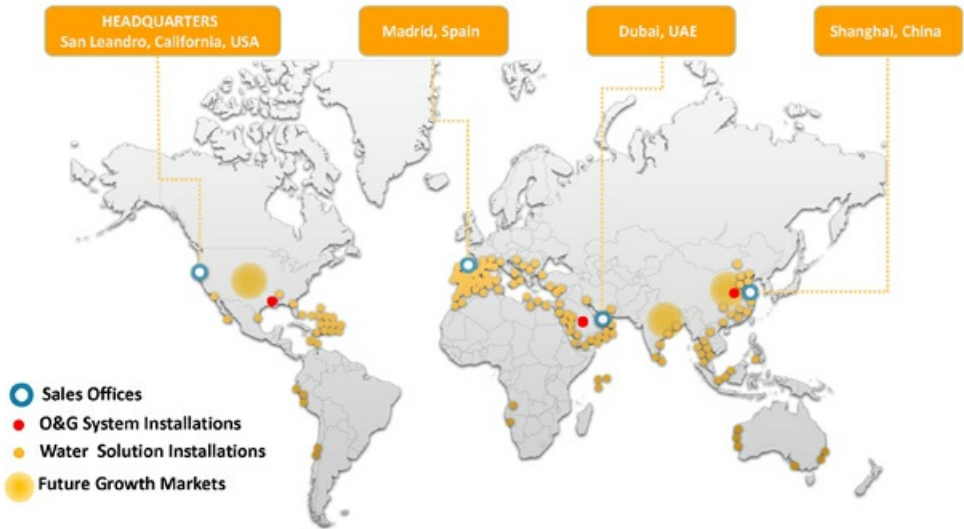 HEADQUARTERS
San Leandro, California, USA
Madrid, Spain
Dubai, UAE
Shanghai, China
Sales Offices
O&G System Installations
Water Solution Installations
Future Growth Markets